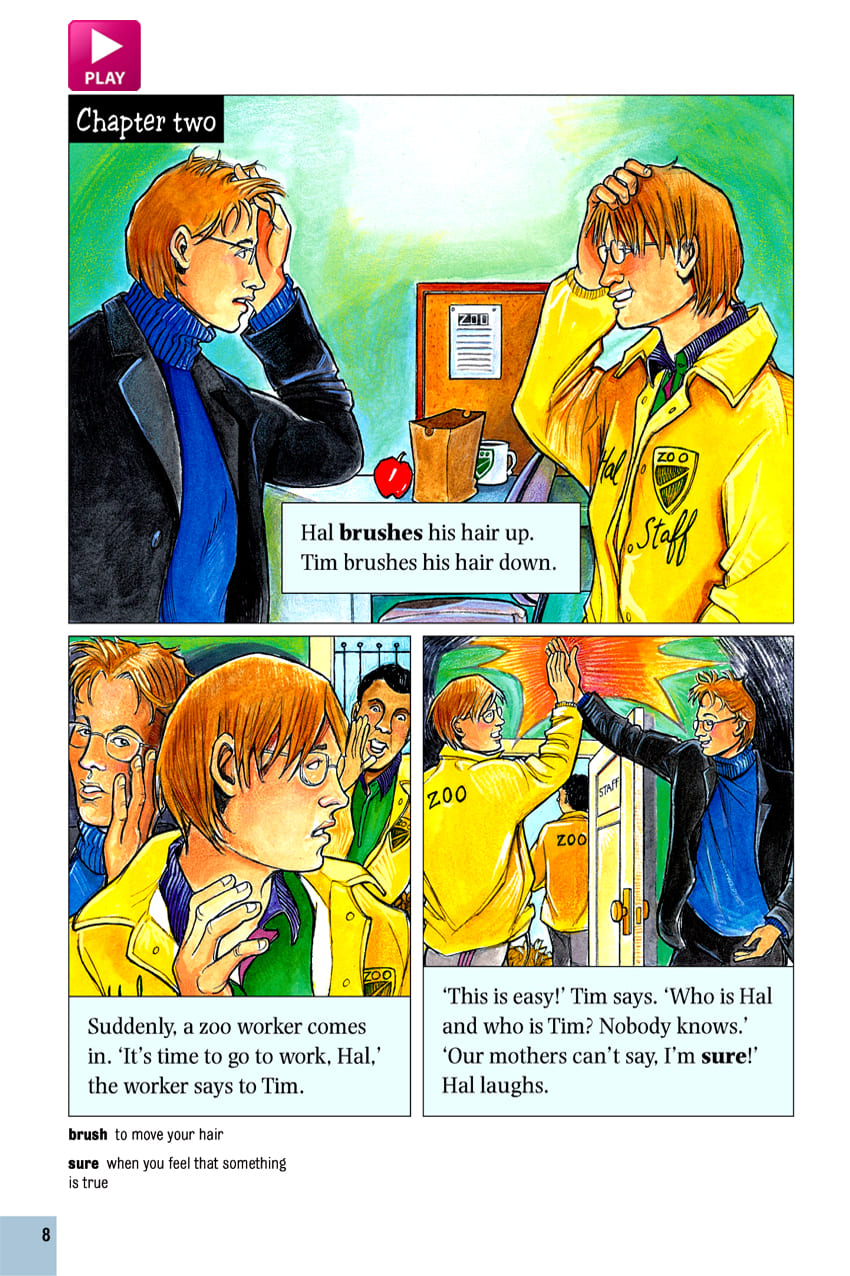 PLAY
Chapter two
ZOO
Hal
ZOO
Staff
Hal brushes his hair up.
Tim brushes his hair down.
ZOO
ZOO
STAFF
ZOO
Suddenly, a zoo worker comes
in. ‘It’s time to go to work, Hal,’
the worker says to Tim.
‘This is easy!’ Tim says. ‘Who is Hal
and who is Tim? Nobody knows.’
‘Our mothers can’t say, I’m sure!’
Hal laughs.
brush to move your hair
sure when you feel that something
is true
8